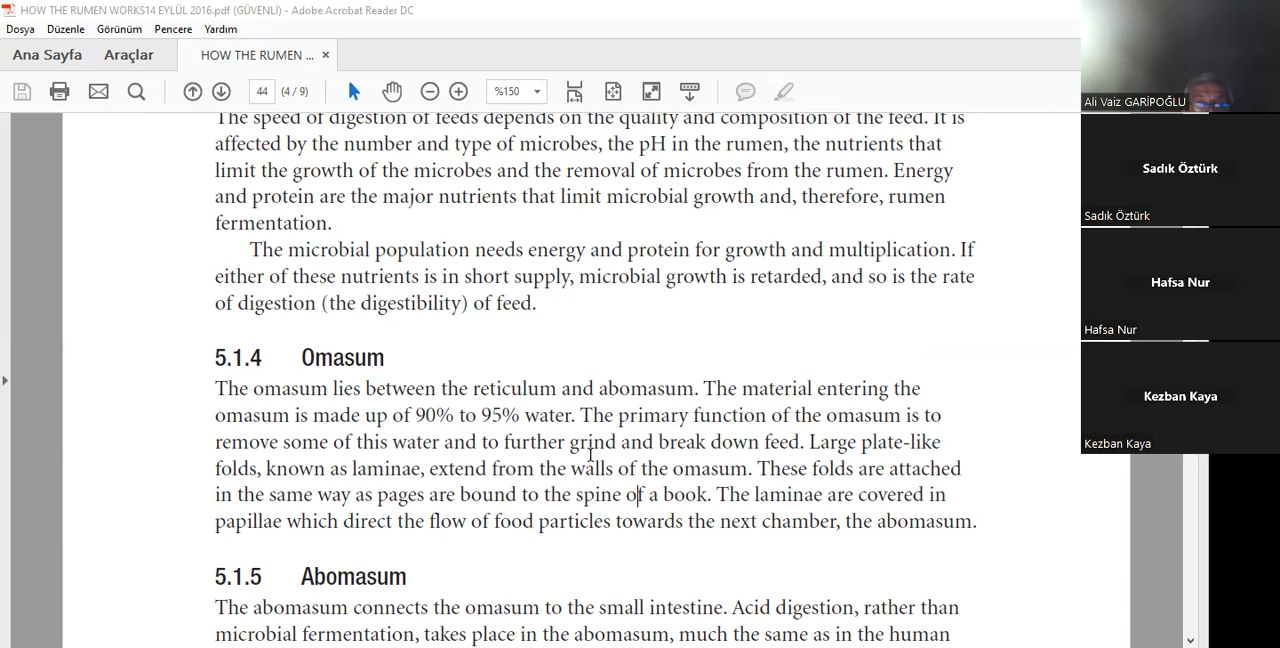 HOW THE RUMEN WORKS14 EYLÜL 2016.pdf (GÜVENLİ) - Adobe Acrobat Reader DC
Dosya Düzenle Görünüm Pencere Yardım
Ana Sayfa Araçlar HOW THE RUMEN ... ×
44 (4 / 9) %150
The speed of digestion of feeds depends on the quality and composition of the feed. It is
affected by the number and type of microbes, the pH in the rumen, the nutrients that
limit the growth of the microbes and the removal of microbes from the rumen. Energy
and protein are the major nutrients that limit microbial growth and, therefore, rumen
fermentation.
The microbial population needs energy and protein for growth and multiplication. If
either of these nutrients is in short supply, microbial growth is retarded, and so is the rate
of digestion (the digestibility) of feed.
5.1.4 Omasum
The omasum lies between the reticulum and abomasum. The material entering the
omasum is made up of 90% to 95% water. The primary function of the omasum is to
remove some of this water and to further grind and break down feed. Large plate-like
folds, known as laminae, extend from the walls of the omasum. These folds are attached
in the same way as pages are bound to the spine of a book. The laminae are covered in
papillae which direct the flow of food particles towards the next chamber, the abomasum.
5.1.5 Abomasum
The abomasum connects the omasum to the small intestine. Acid digestion, rather than
microbial fermentation, takes place in the abomasum, much the same as in the human
Ali Vaiz GARİPOĞLU
Sadık Öztürk
Sadık Öztürk
Hafsa Nur
Hafsa Nur
Kezban Kaya
Kezban Kaya